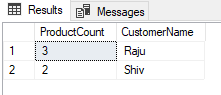 Results Messages
ProductCount CustomerName
1 3 Raju
2 2 Shiv